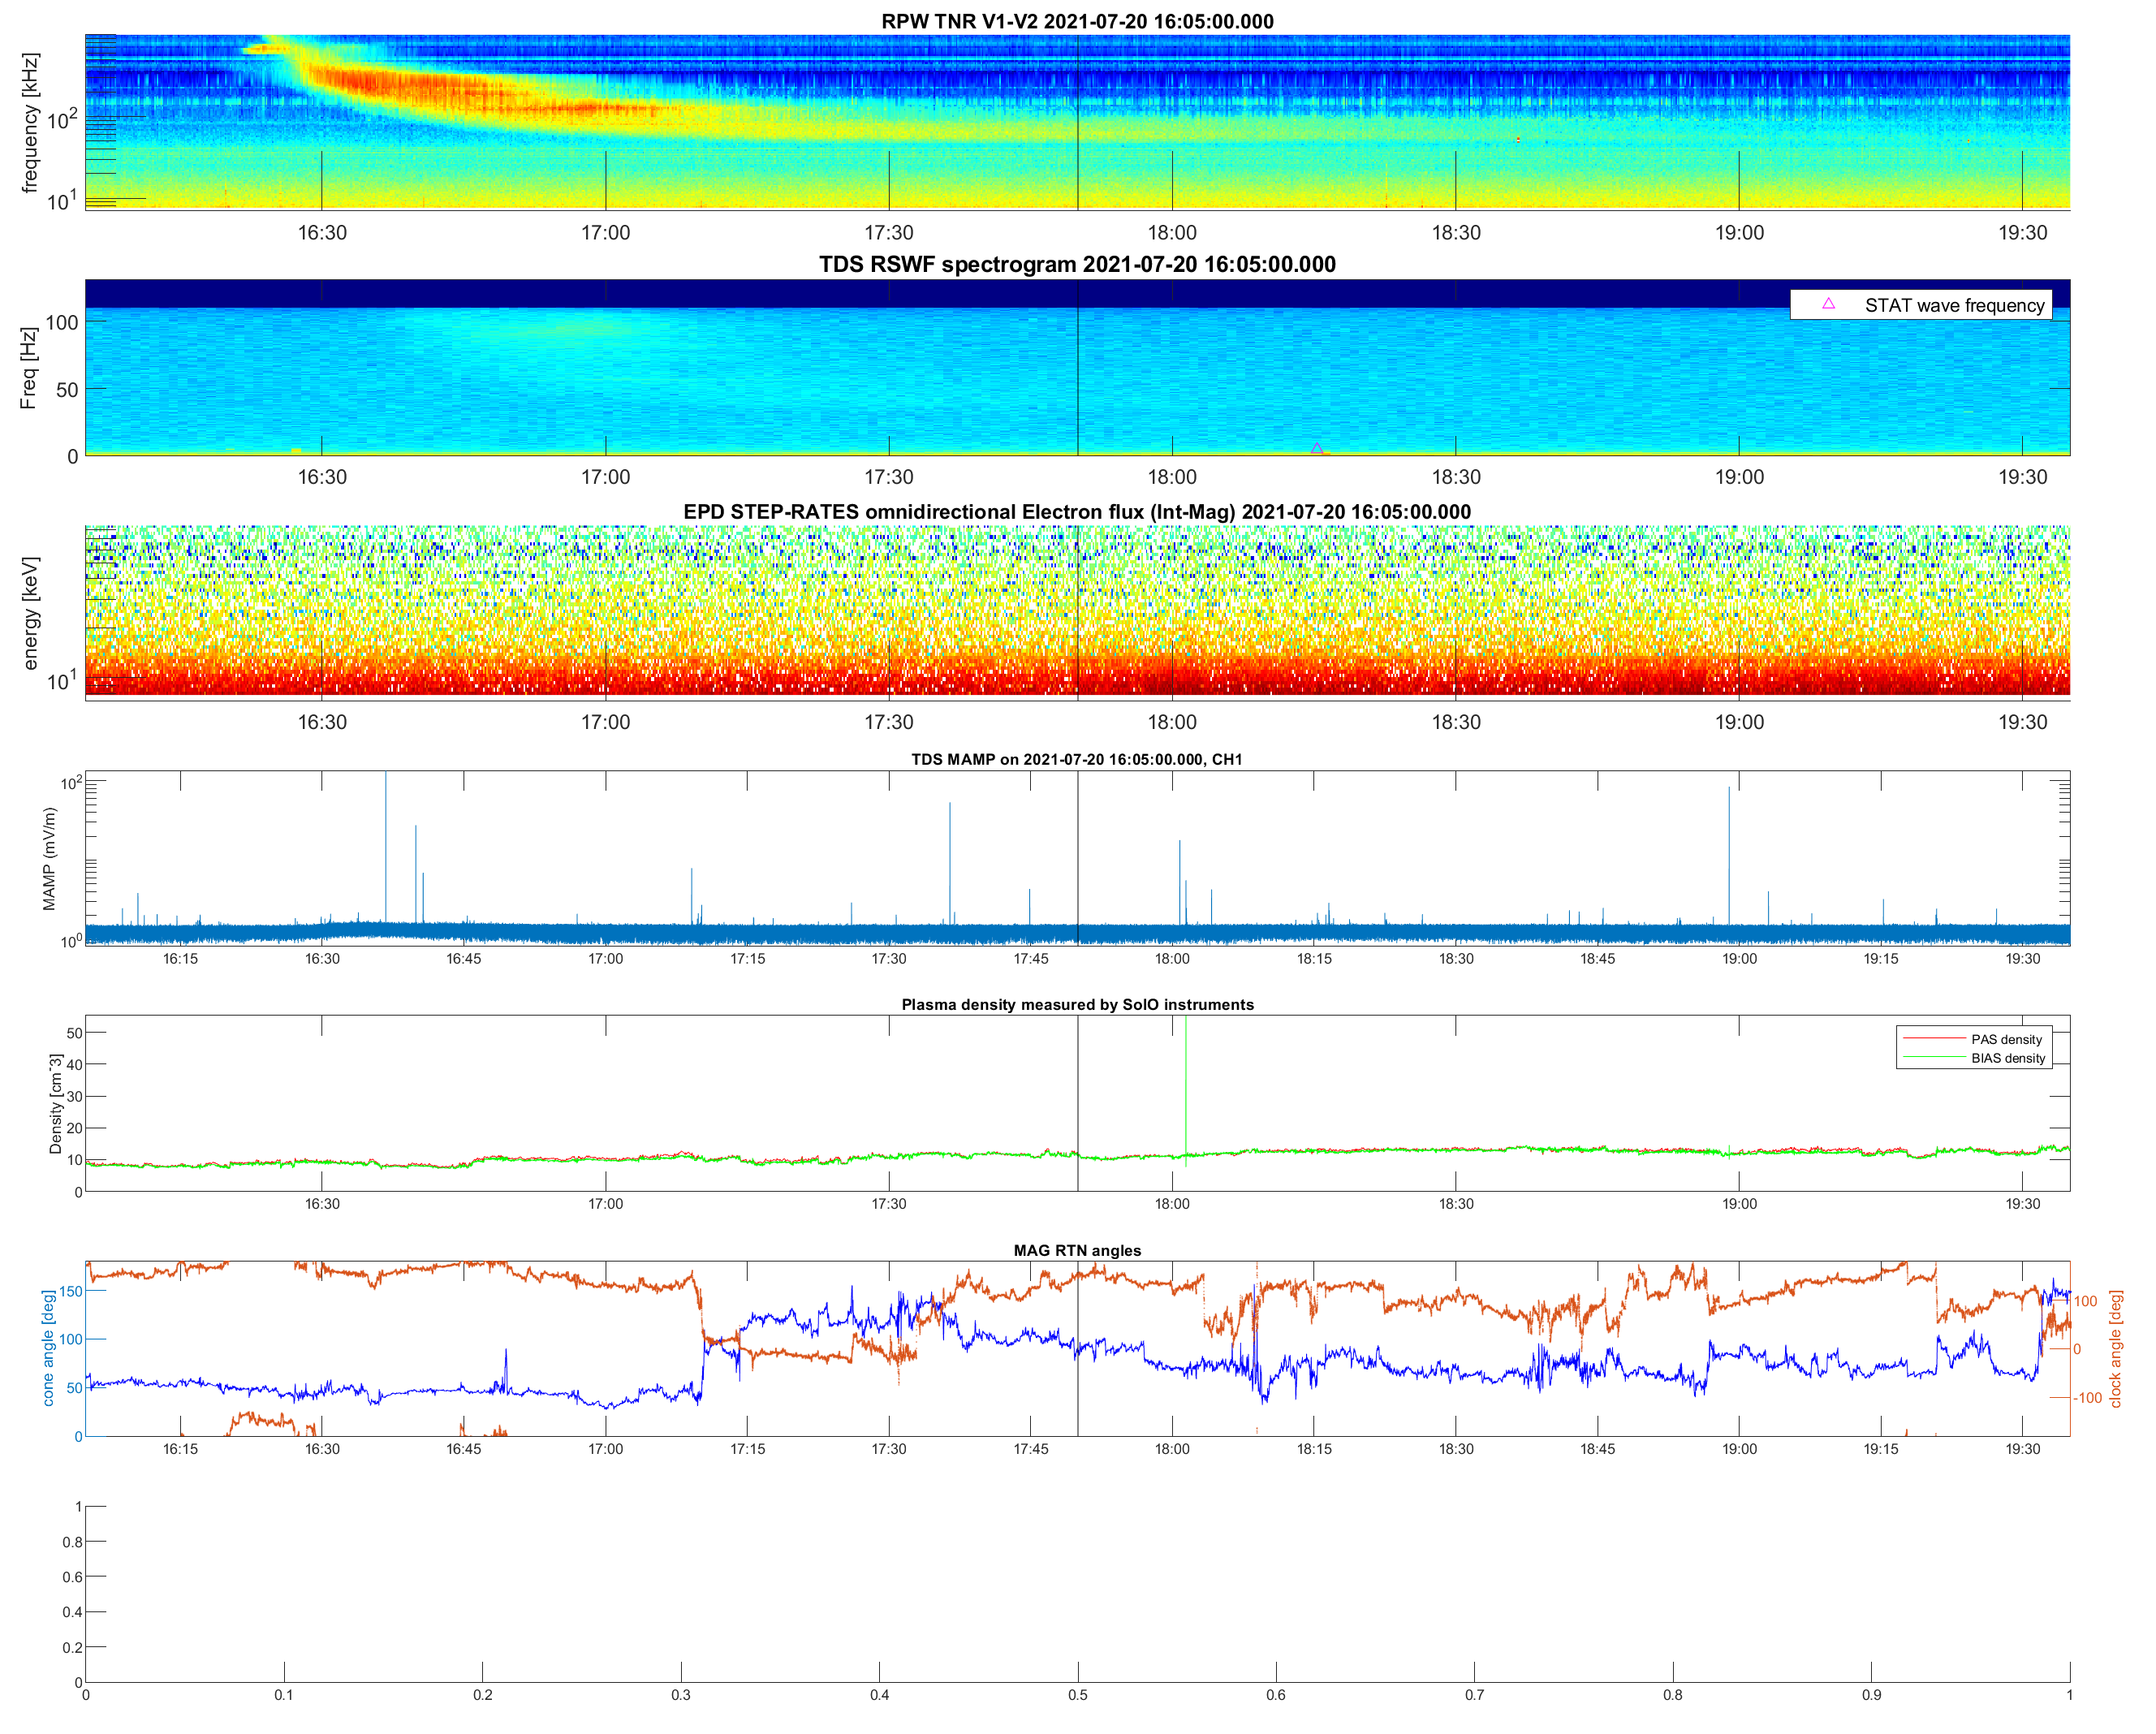 RPW TNR V1-V2 2021-07-20 16:05:00.000
frequency [kHz]
10^2
10^1
16:30 17:00 17:30 18:00 18:30 19:00 19:30
TDS RSWF spectrogram 2021-07-20 16:05:00.000
Freq [Hz]
100
50
0
STAT wave frequency
16:30 17:00 17:30 18:00 18:30 19:00 19:30
EPD STEP-RATES omnidirectional Electron flux (Int-Mag) 2021-07-20 16:05:00.000
energy [keV]
10^1
16:30 17:00 17:30 18:00 18:30 19:00 19:30
TDS MAMP on 2021-07-20 16:05:00.000, CH1
MAMP (mV/m)
10^2
10^0
16:15 16:30 16:45 17:00 17:15 17:30 17:45 18:00 18:15 18:30 18:45 19:00 19:15 19:30
Plasma density measured by SolO instruments
Density [cm^-3]
50
40
30
20
10
0
PAS density
BIAS density
16:30 17:00 17:30 18:00 18:30 19:00 19:30
MAG RTN angles
cone angle [deg]
150
100
50
0
100
0
-100
clock angle [deg]
16:15 16:30 16:45 17:00 17:15 17:30 17:45 18:00 18:15 18:30 18:45 19:00 19:15 19:30
1
0.8
0.6
0.4
0.2
0
0 0.1 0.2 0.3 0.4 0.5 0.6 0.7 0.8 0.9 1